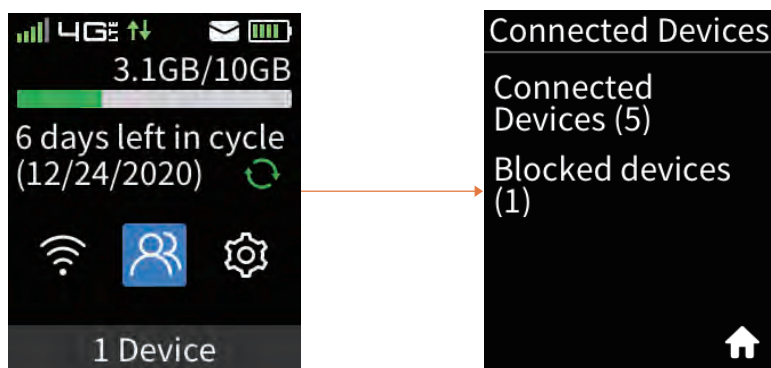 4G LTE
3.1GB/10GB
6 days left in cycle
(12/24/2020)
1 Device
Connected Devices
Connected
Devices (5)
Blocked devices
(1)